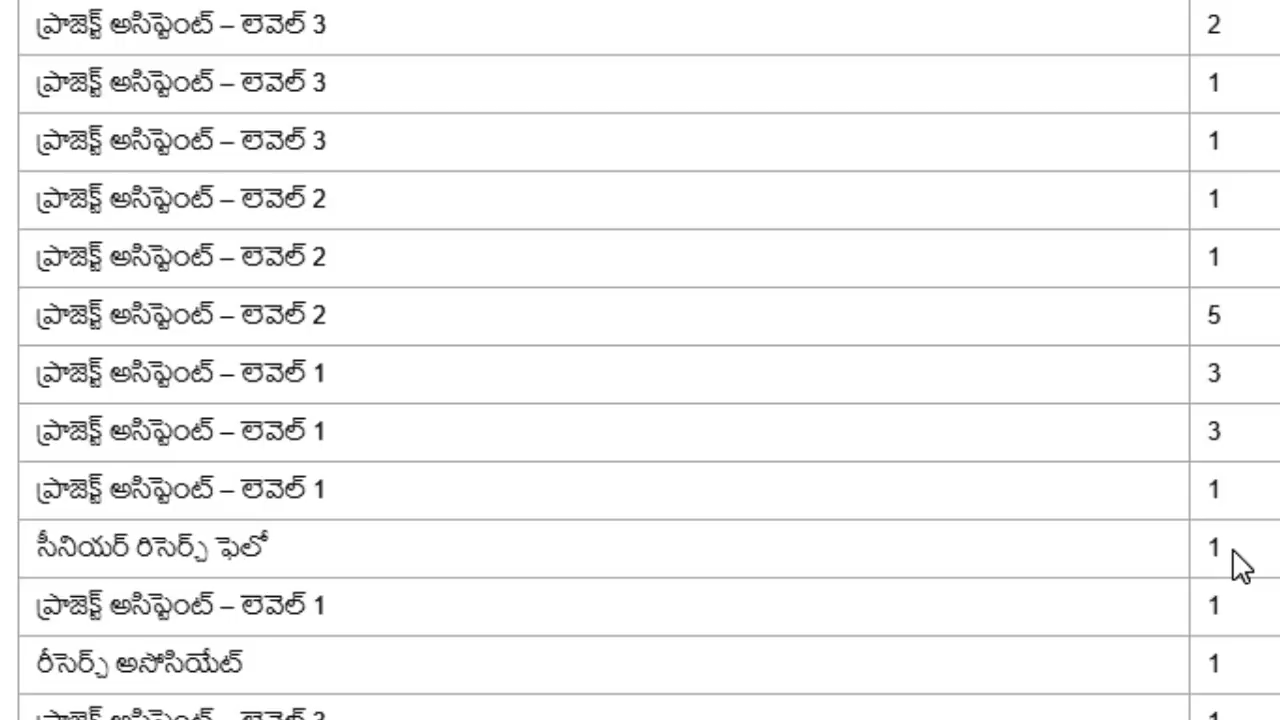 ప్రాజెక్ట్ అసిస్టెంట్ – లెవెల్ 3 2
ప్రాజెక్ట్ అసిస్టెంట్ – లెవెల్ 3 1
ప్రాజెక్ట్ అసిస్టెంట్ – లెవెల్ 3 1
ప్రాజెక్ట్ అసిస్టెంట్ – లెవెల్ 2 1
ప్రాజెక్ట్ అసిస్టెంట్ – లెవెల్ 2 1
ప్రాజెక్ట్ అసిస్టెంట్ – లెవెల్ 2 5
ప్రాజెక్ట్ అసిస్టెంట్ – లెవెల్ 1 3
ప్రాజెక్ట్ అసిస్టెంట్ – లెవెల్ 1 3
ప్రాజెక్ట్ అసిస్టెంట్ – లెవెల్ 1 1
సీనియర్ రిసెర్చ్ ఫెలో 1
ప్రాజెక్ట్ అసిస్టెంట్ – లెవెల్ 1 1
రీసెర్చ్ అసోసియేట్ 1